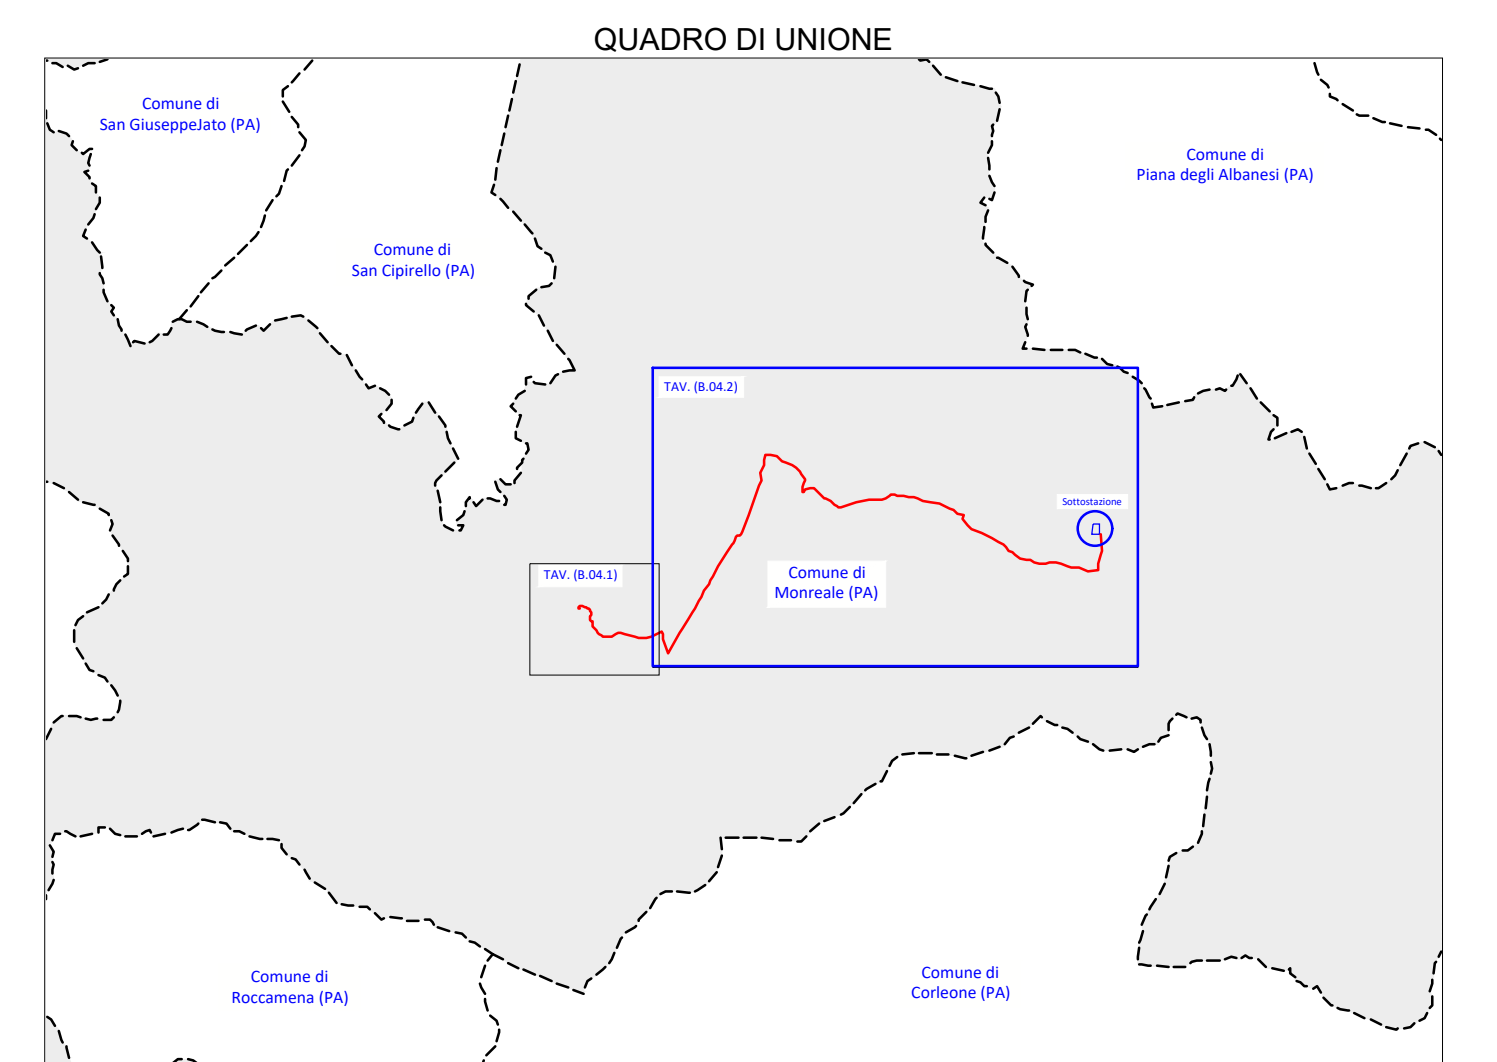 QUADRO DI UNIONE
Comune di
San GiuseppeJato (PA)
Comune di
Piana degli Albanesi (PA)
Comune di
San Cipirello (PA)
TAV. (B.04.2)
Sottostazione
TAV. (B.04.1)
Comune di
Monreale (PA)
Comune di
Roccamena (PA)
Comune di
Corleone (PA)